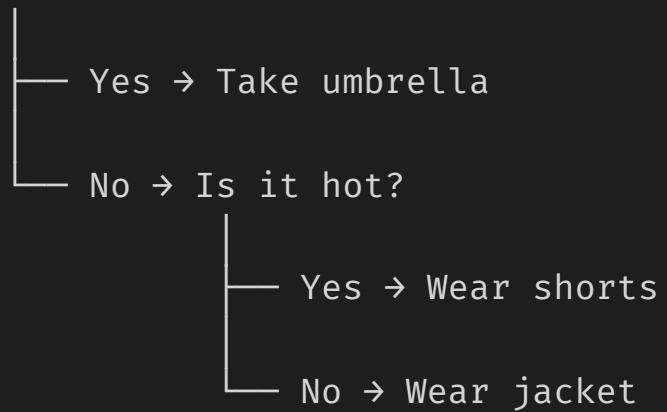 Yes → Take umbrella
No → Is it hot?
Yes → Wear shorts
No → Wear jacket